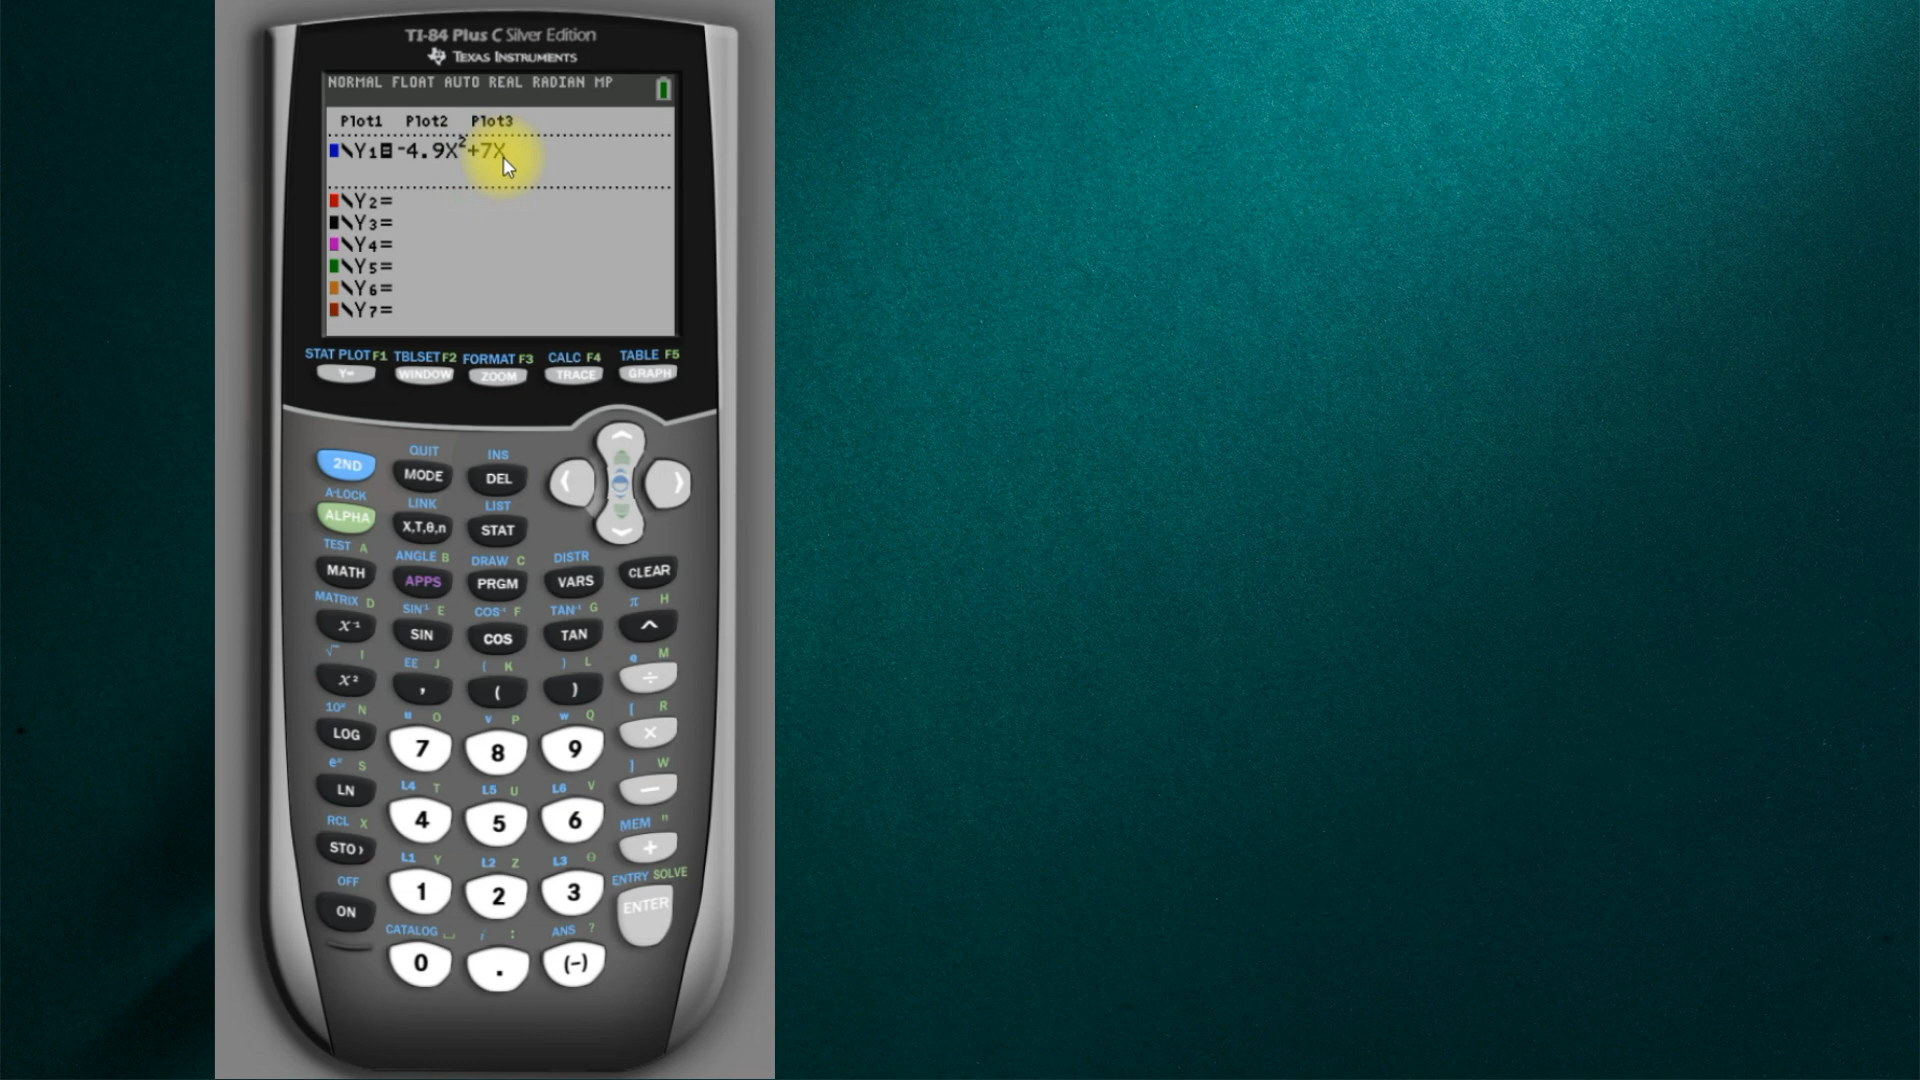 TI-84 Plus C Silver Edition
TEXAS INSTRUMENTS
NORMAL FLOAT AUTO REAL RADIAN MP
Plot1 Plot2 Plot3
\Y1=-4.9X²+7X
\Y2=
\Y3=
\Y4=
\Y5=
\Y6=
\Y7=
STAT PLOT F1 TBLSET F2 FORMAT F3 CALC F4 TABLE F5
Y= WINDOW ZOOM TRACE GRAPH
QUIT INS
2ND MODE DEL
A-LOCK LINK LIST
ALPHA X,T,θ,n STAT
TEST A ANGLE B DRAW C DISTR
MATH APPS PRGM VARS CLEAR
MATRIX D SIN⁻¹ E COS⁻¹ F TAN⁻¹ G π H
X⁻¹ SIN COS TAN ^
√ I EE J { K } L e M
X² , ( ) ÷
10ˣ N u O v P w Q [ R
LOG 7 8 9 ×
eˣ S L4 T L5 U L6 V ] W
LN 4 5 6 −
RCL X L1 Y L2 Z L3 θ MEM "
STO› 1 2 3 +
OFF CATALOG ⎵ i : ANS ? ENTRY SOLVE
ON 0 . (-) ENTER